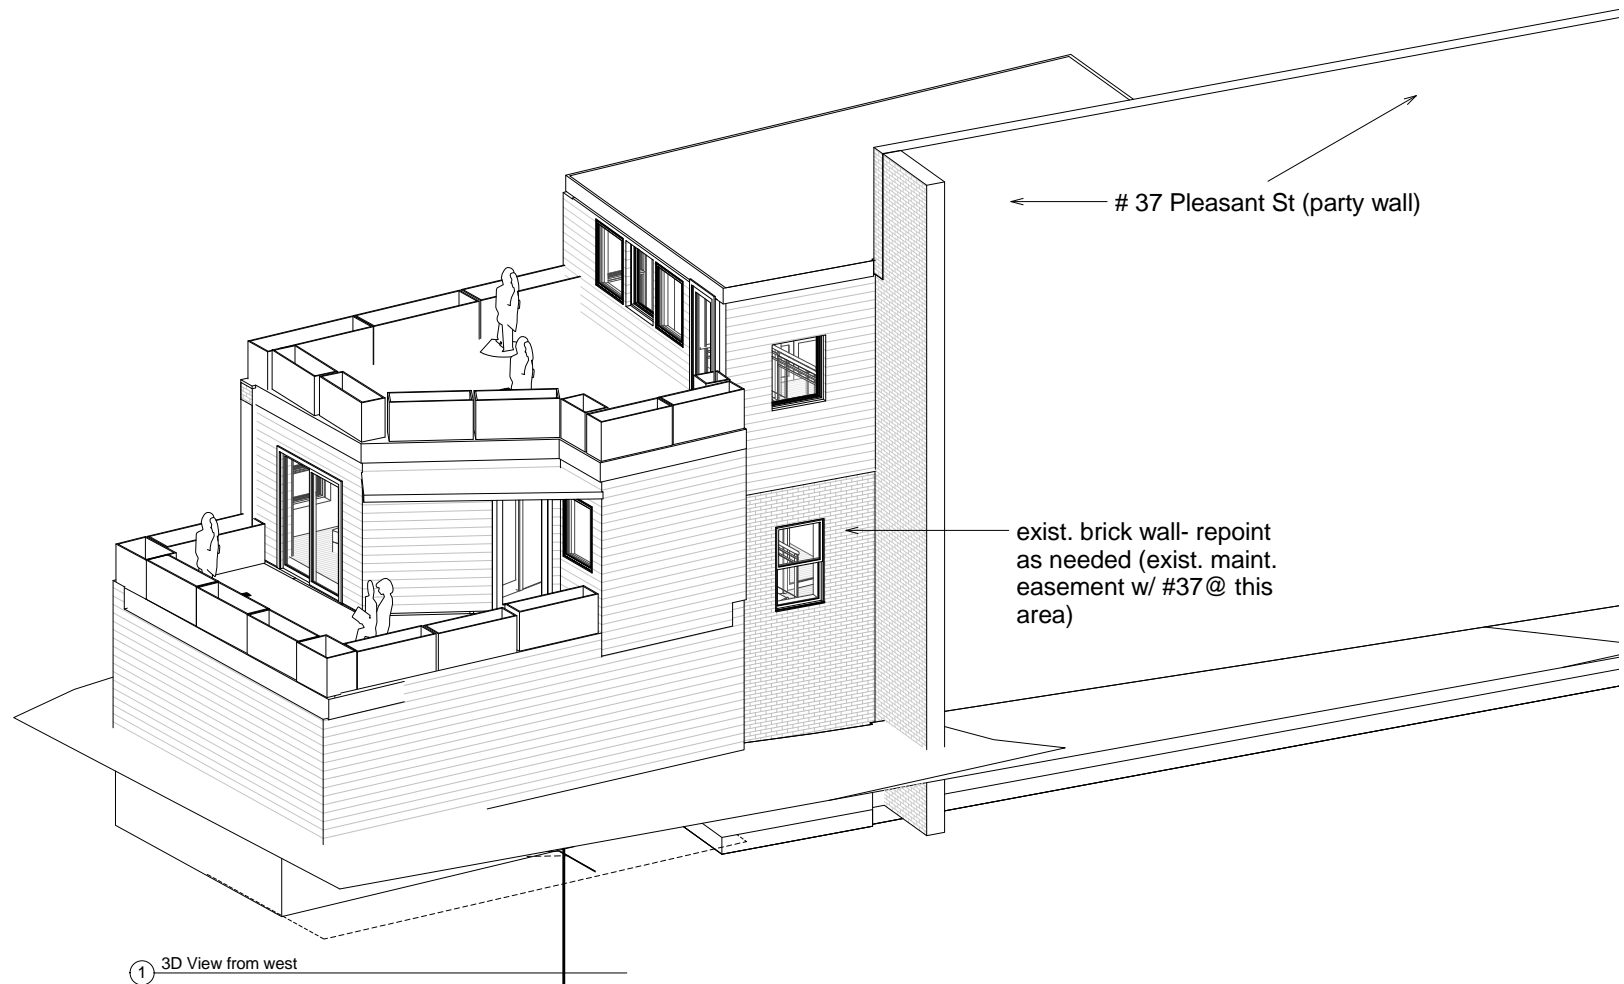 # 37 Pleasant St (party wall)
exist. brick wall- repoint
as needed (exist. maint.
easement w/ #37@ this
area)
1 3D View from west